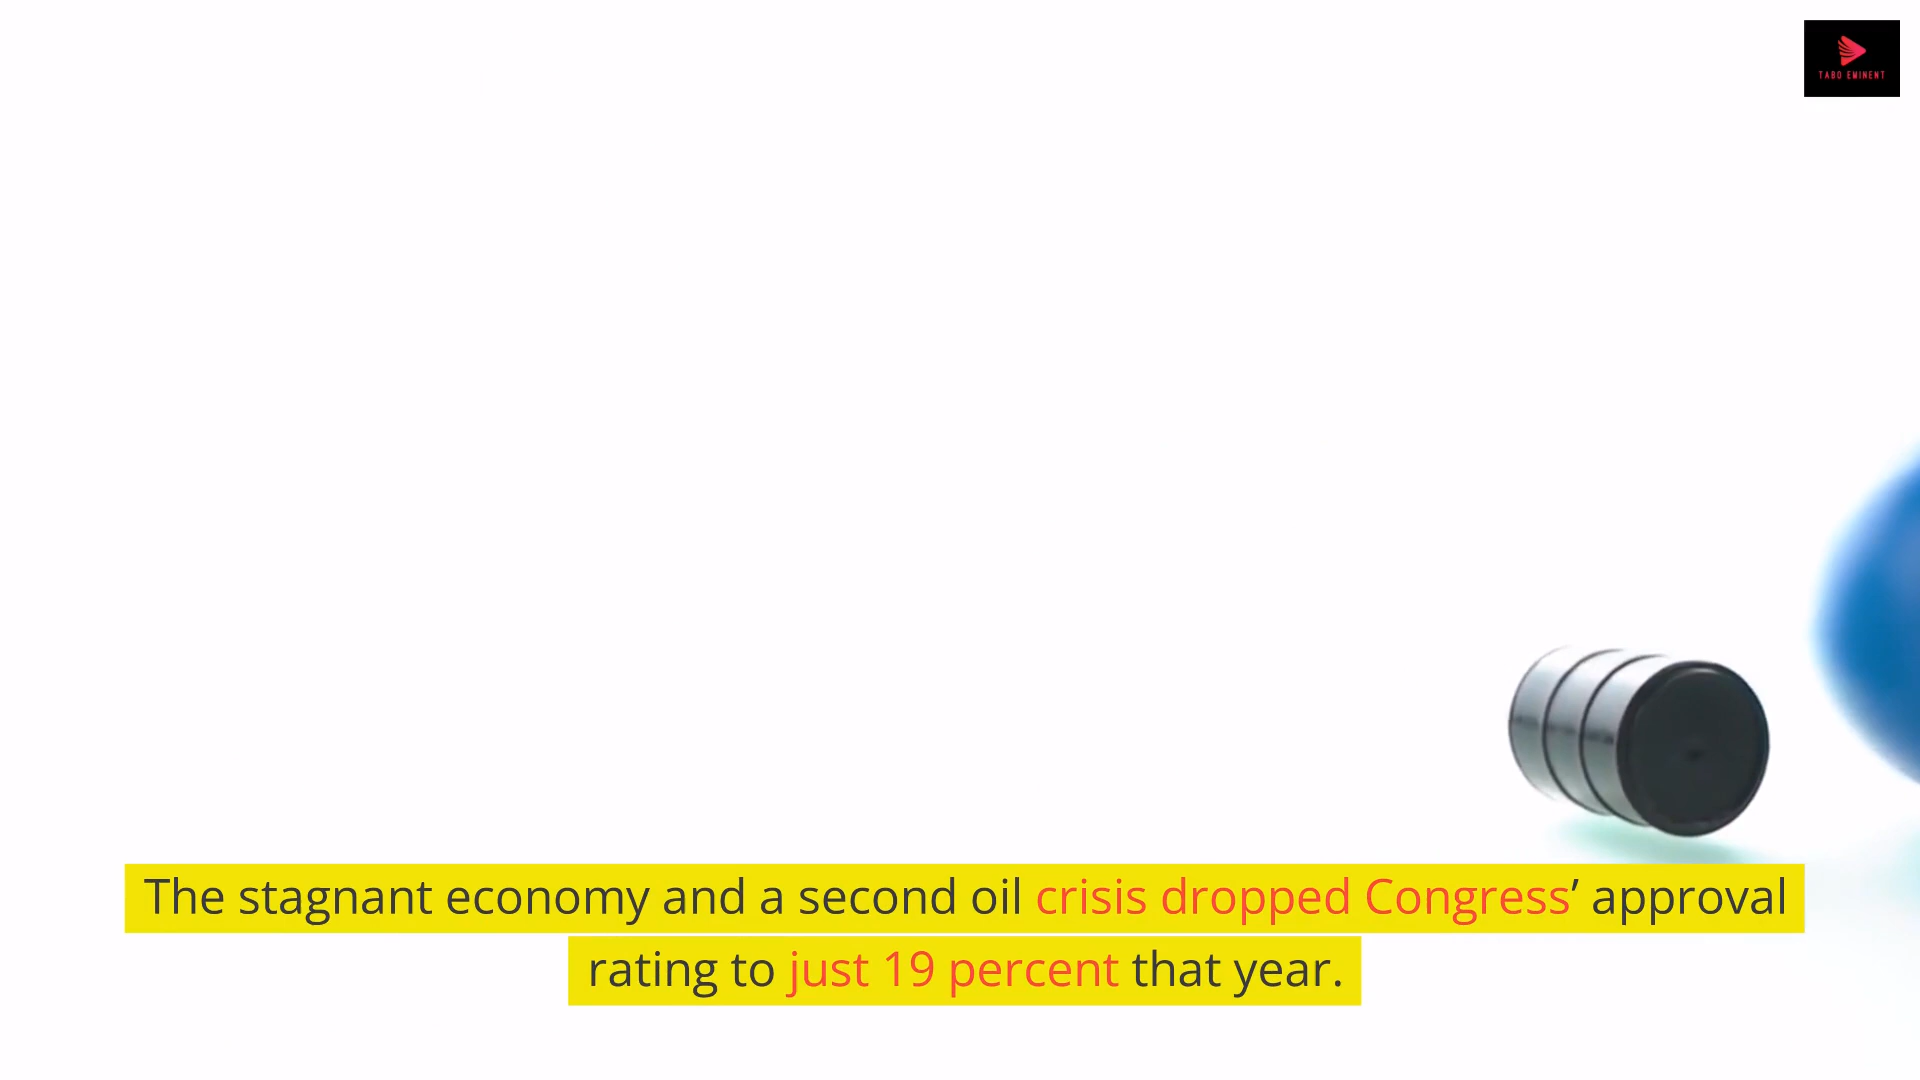 TABO EMINENT
The stagnant economy and a second oil crisis dropped Congress’ approval
rating to just 19 percent that year.